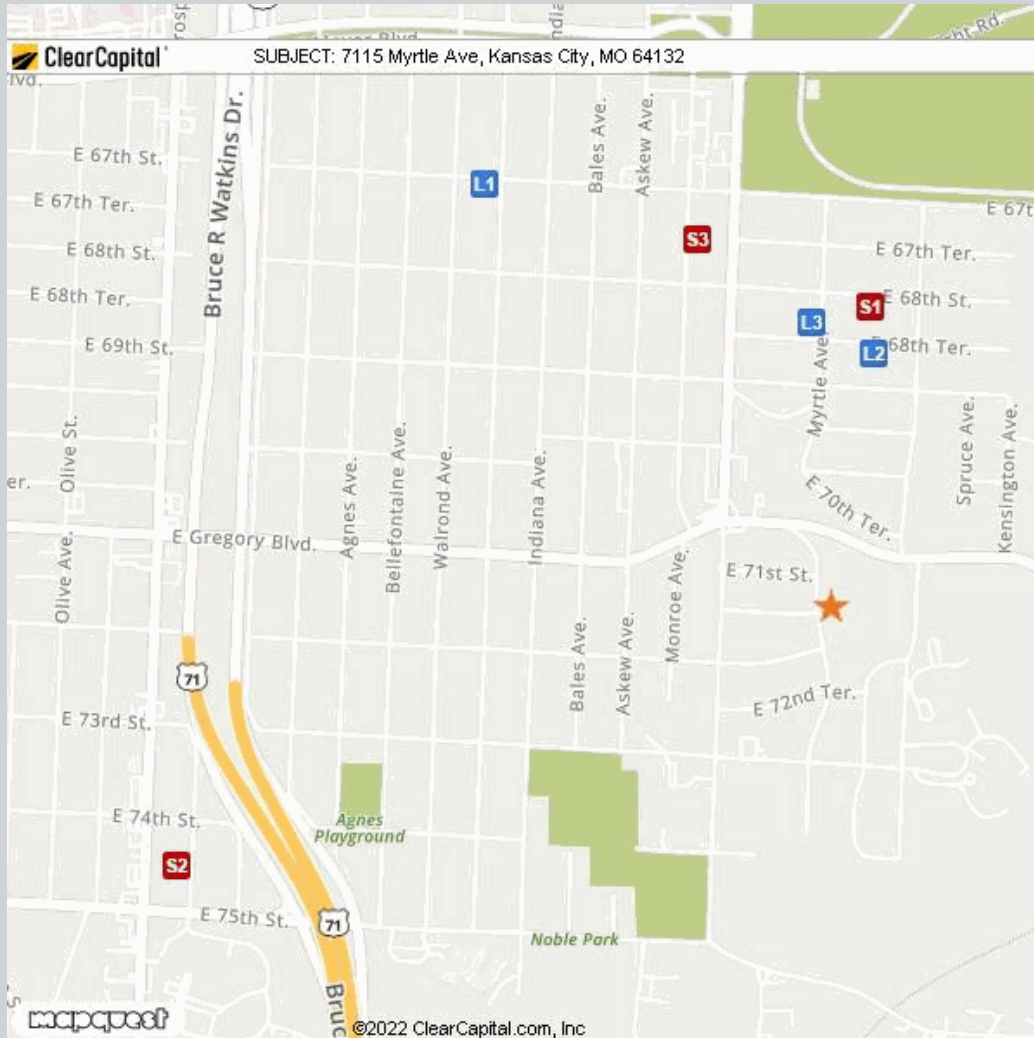 ClearCapital
SUBJECT: 7115 Myrtle Ave, Kansas City, MO 64132
E 67th St.
Bales Ave.
Askew Ave.
L1
E 67th Ter.
Bruce R Watkins Dr.
S3
E 68th St.
E 67th Ter.
E 68th Ter.
S1
E 68th St.
L3
E 69th St.
L2
68th Ter.
Myrtle Ave.
Olive St.
Agnes Ave.
Bellefontaine Ave.
Walrond Ave.
Indiana Ave.
Spruce Ave.
Kensington Ave.
E 70th Ter.
E Gregory Blvd.
Olive Ave.
E 71st St.
Monroe Ave.
Bales Ave.
Askew Ave.
71
E 72nd Ter.
E 73rd St.
Agnes
Playground
E 74th St.
S2
E 75th St.
71
Noble Park
mapquest
©2022 ClearCapital.com, Inc